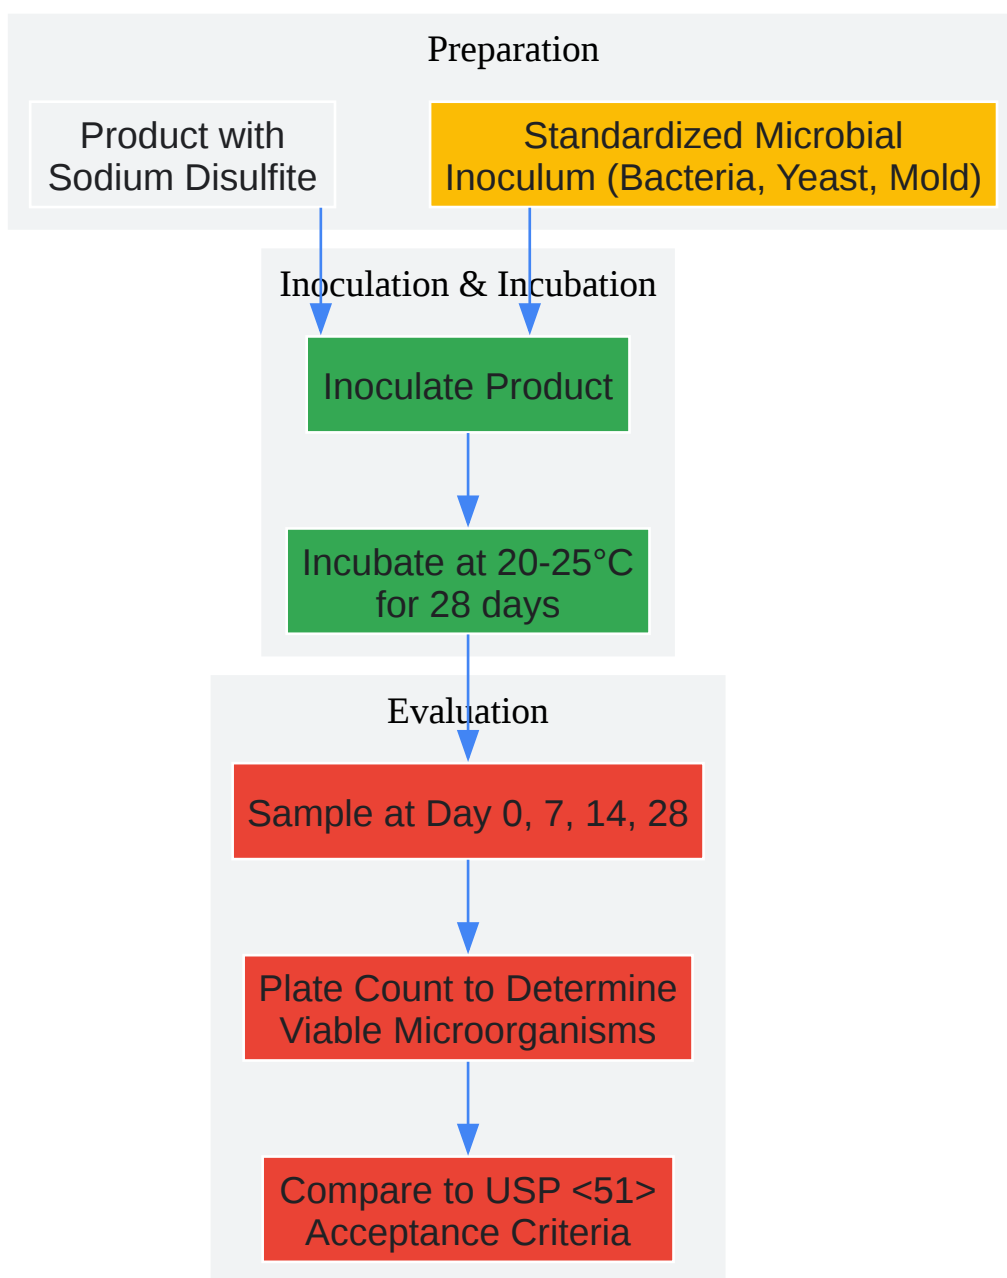 Preparation
Product with
Sodium Disulfite
Standardized Microbial
Inoculum (Bacteria, Yeast, Mold)
Inoculation & Incubation
Inoculate Product
Incubate at 20-25°C
for 28 days
Evaluation
Sample at Day 0, 7, 14, 28
Plate Count to Determine
Viable Microorganisms
Compare to USP <51>
Acceptance Criteria